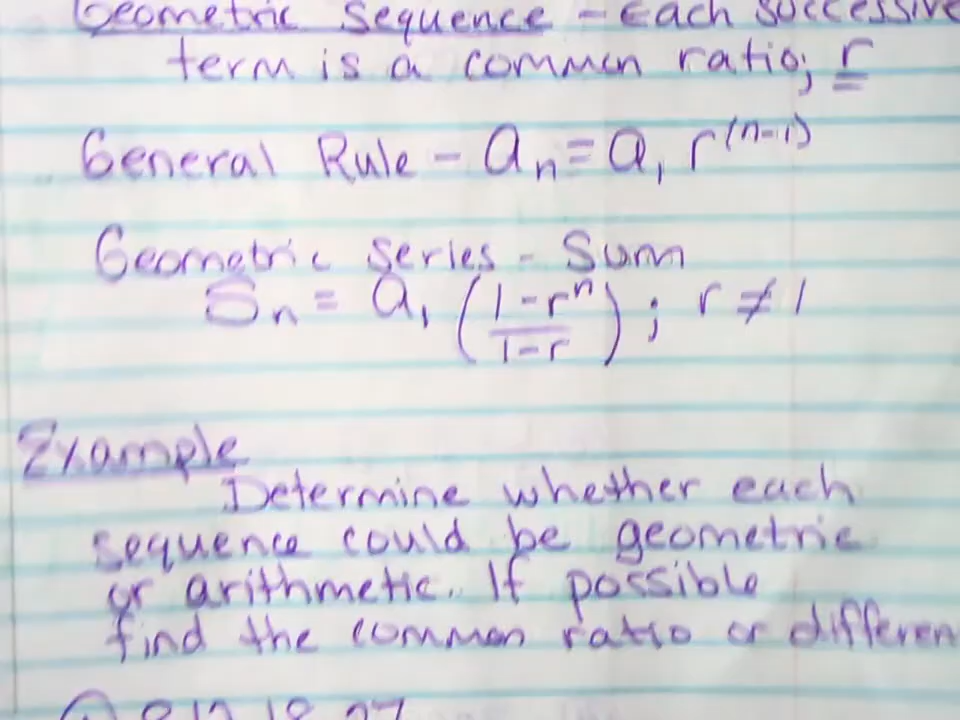 Geometric Sequence - Each successive
term is a common ratio; r
General Rule - aₙ = a₁ r⁽ⁿ⁻¹⁾
Geometric Series - Sum
Sₙ = a₁ (1-rⁿ/1-r) ; r ≠ 1
Example
Determine whether each
sequence could be geometric
or arithmetic. If possible
find the common ratio or differen